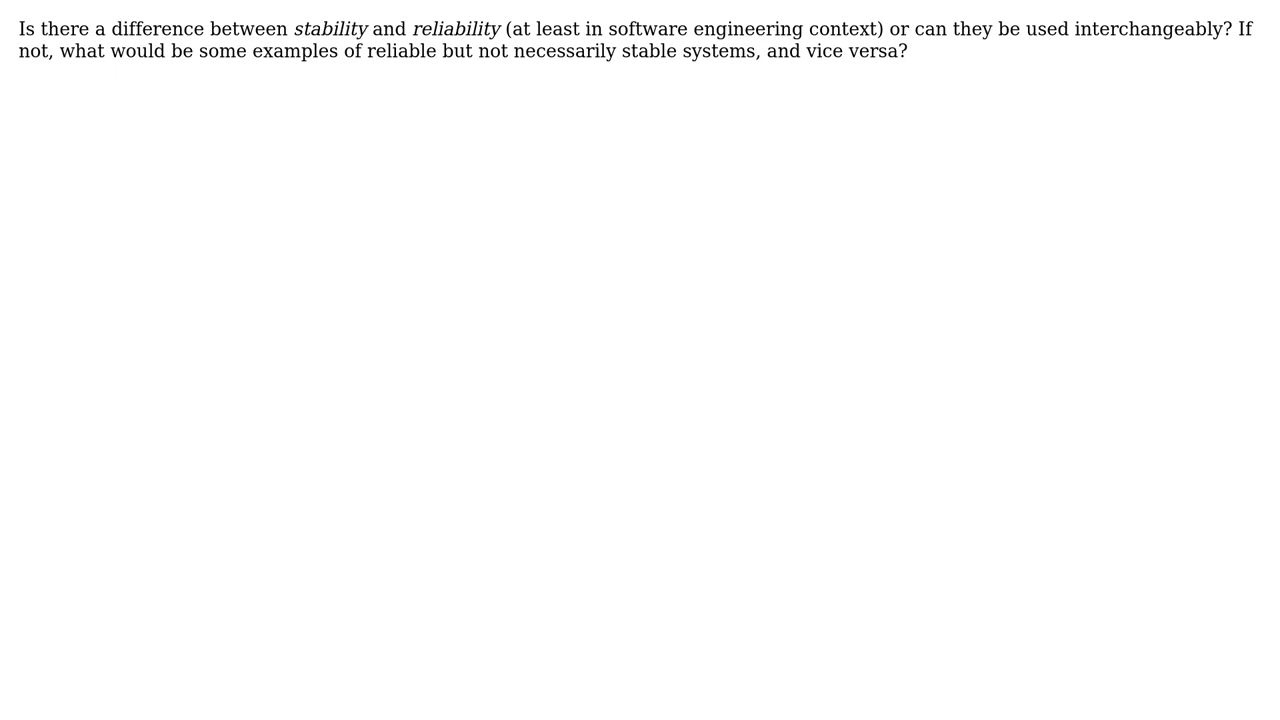 Is there a difference between stability and reliability (at least in software engineering context) or can they be used interchangeably? If
not, what would be some examples of reliable but not necessarily stable systems, and vice versa?